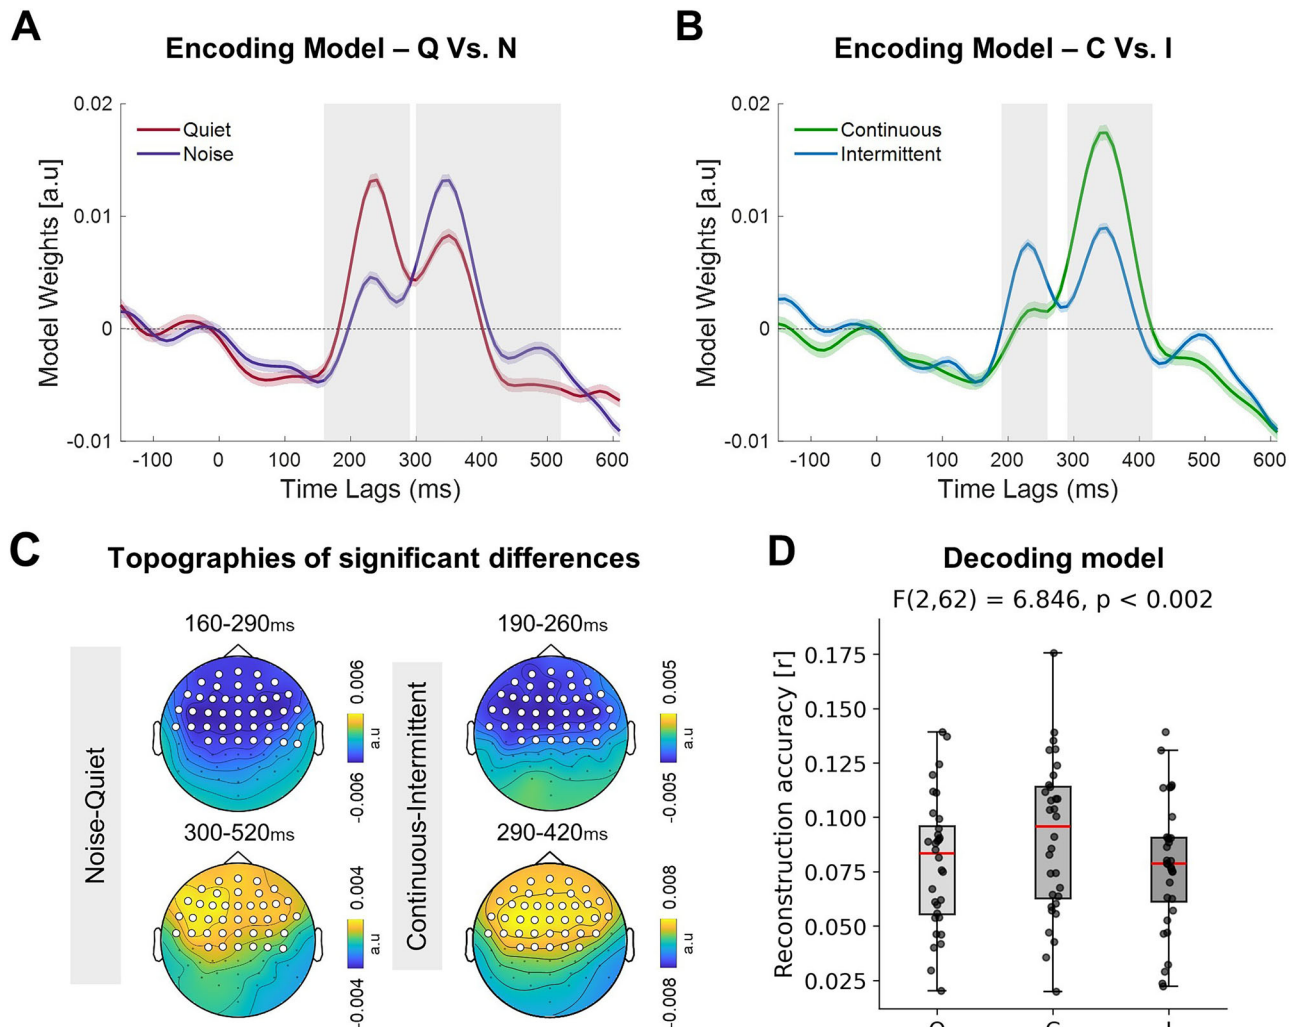 A
Encoding Model – Q Vs. N
0.02
0.01
0
-0.01
Model Weights [a.u]
Quiet
Noise
-100 0 100 200 300 400 500 600
Time Lags (ms)
B
Encoding Model – C Vs. I
0.02
0.01
0
-0.01
Model Weights [a.u]
Continuous
Intermittent
-100 0 100 200 300 400 500 600
Time Lags (ms)
C
Topographies of significant differences
Noise-Quiet
160-290ms
0.006
a.u
-0.006
300-520ms
0.004
a.u
-0.004
Continuous-Intermittent
190-260ms
0.005
a.u
-0.005
290-420ms
0.008
a.u
-0.008
D
Decoding model
F(2,62) = 6.846, p < 0.002
Reconstruction accuracy [r]
0.175
0.150
0.125
0.100
0.075
0.050
0.025